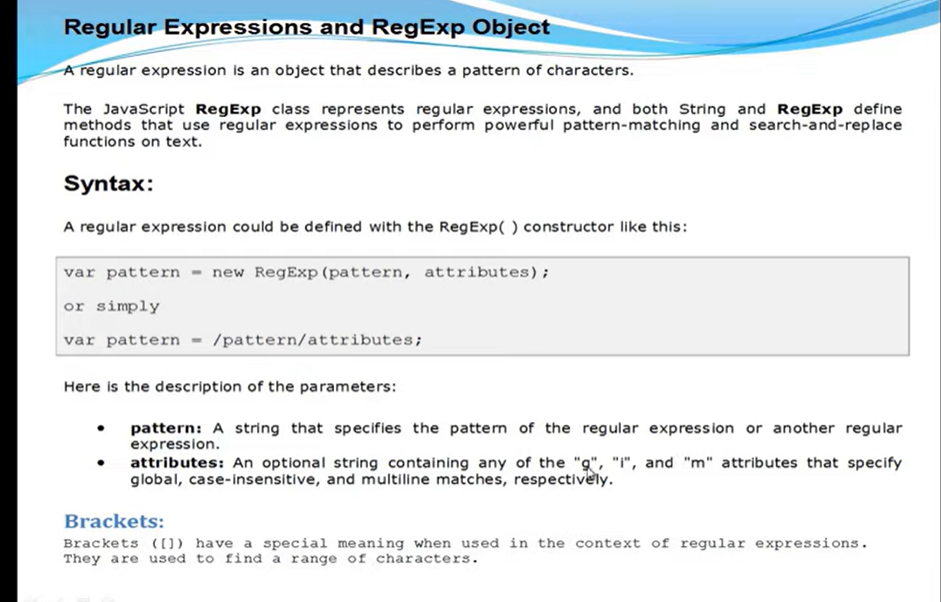 Regular Expressions and RegExp Object
A regular expression is an object that describes a pattern of characters.
The JavaScript RegExp class represents regular expressions, and both String and RegExp define
methods that use regular expressions to perform powerful pattern-matching and search-and-replace
functions on text.
Syntax:
A regular expression could be defined with the RegExp( ) constructor like this:
var pattern = new RegExp(pattern, attributes);
or simply
var pattern = /pattern/attributes;
Here is the description of the parameters:
• pattern: A string that specifies the pattern of the regular expression or another regular
expression.
• attributes: An optional string containing any of the "g", "i", and "m" attributes that specify
global, case-insensitive, and multiline matches, respectively.
Brackets:
Brackets ([]) have a special meaning when used in the context of regular expressions.
They are used to find a range of characters.